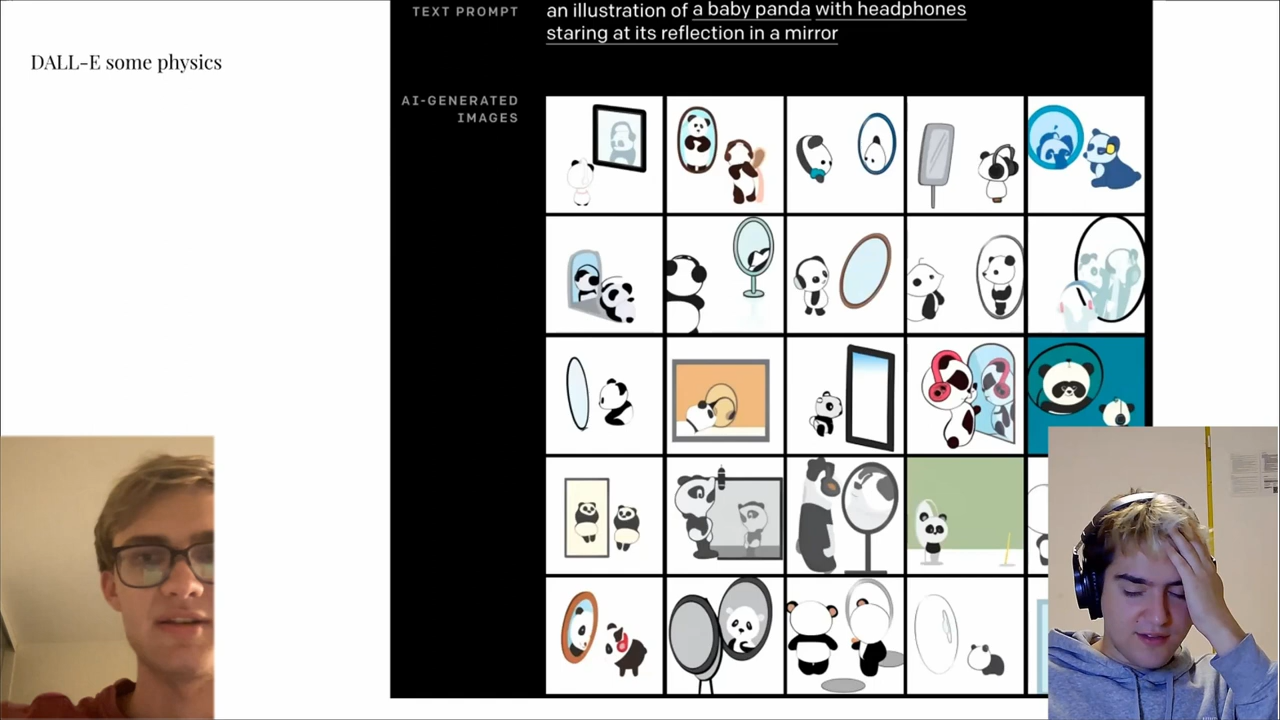 TEXT PROMPT
an illustration of a baby panda with headphones
staring at its reflection in a mirror
DALL-E some physics
AI-GENERATED
IMAGES